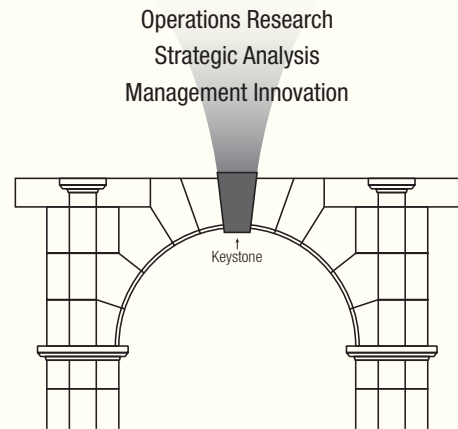 Operations Research
Strategic Analysis
Management Innovation
Keystone